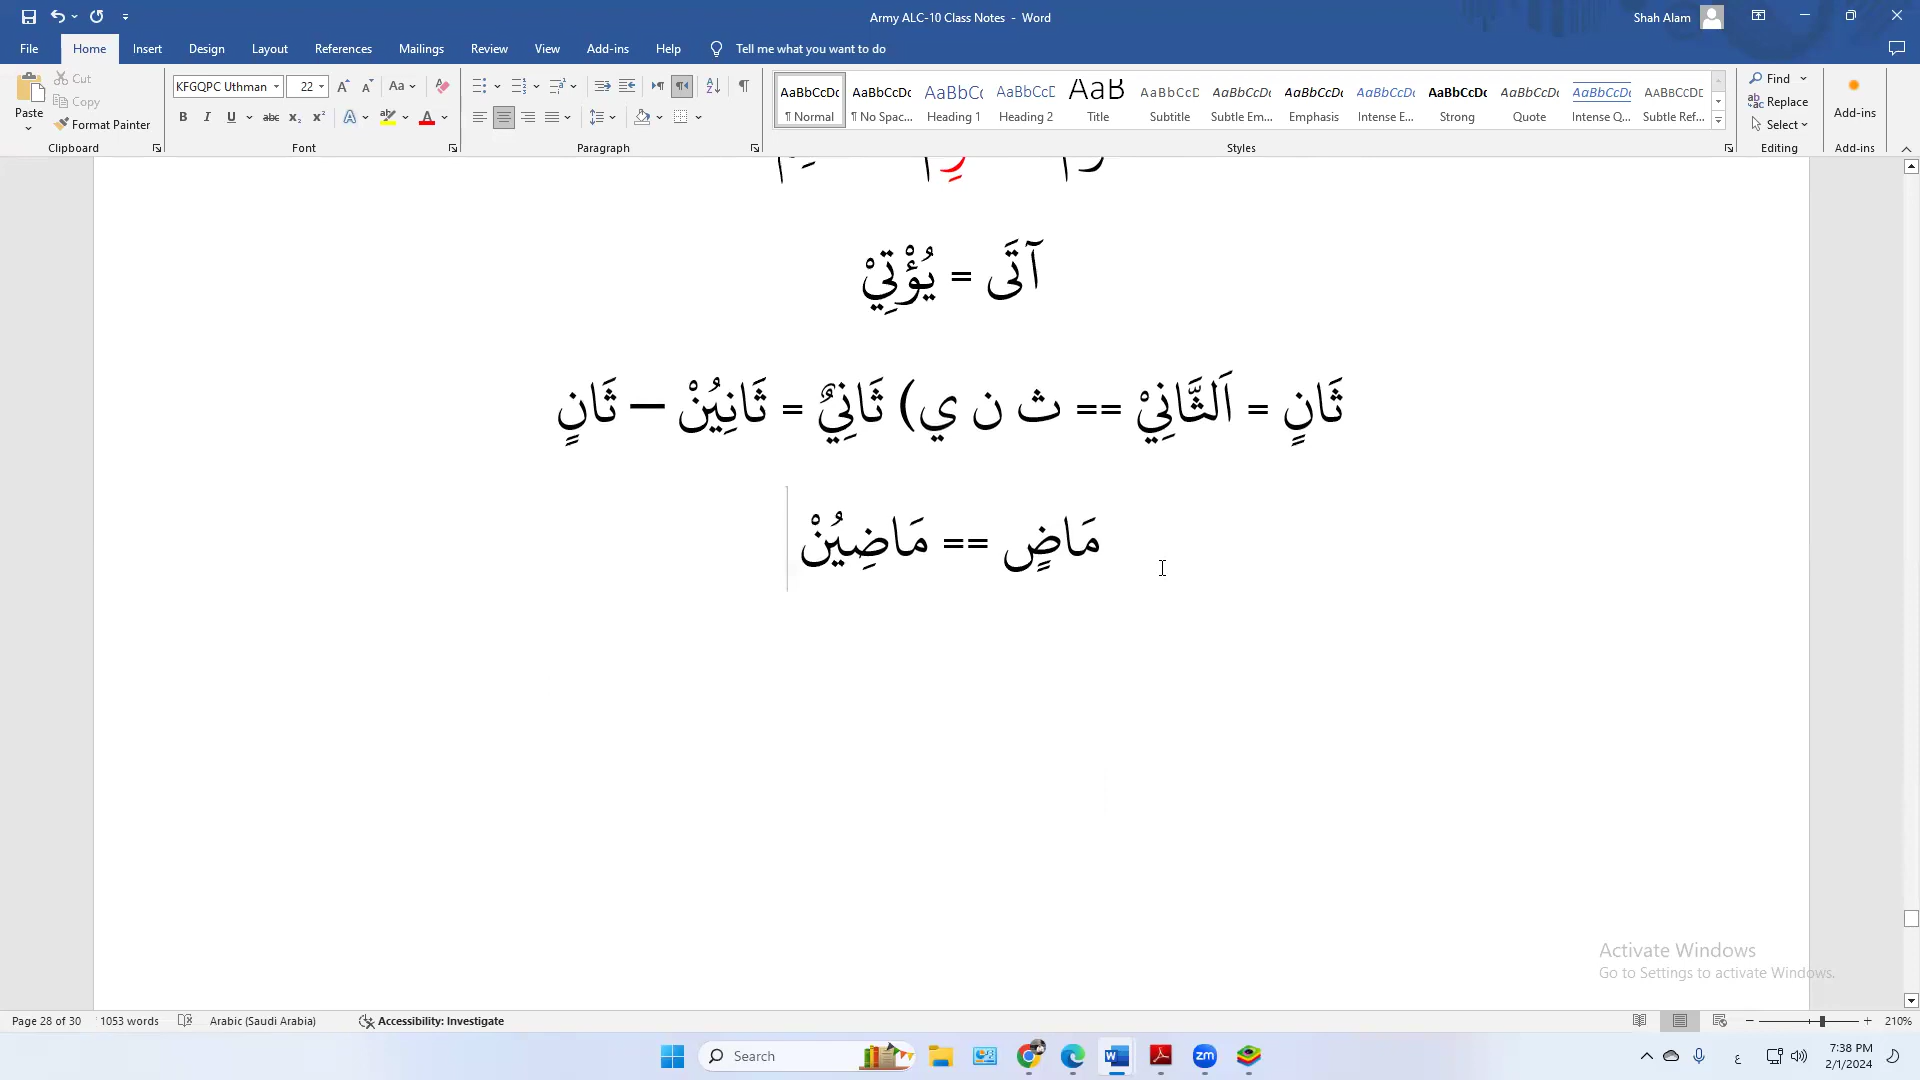 Army ALC-10 Class Notes - Word
Shah Alam
File Home Insert Design Layout References Mailings Review View Add-ins Help Tell me what you want to do
Paste Cut Copy Format Painter Clipboard
KFGQPC Uthman 22 Font
Paragraph
AaBbCcDc ¶ Normal AaBbCcDc ¶ No Spac... AaBbCc Heading 1 AaBbCcD Heading 2 AaB Title AaBbCcD Subtitle AaBbCcDc Subtle Em... AaBbCcDc Emphasis AaBbCcDc Intense E... AaBbCcDc Strong AaBbCcDc Quote AaBbCcDc Intense Q... AaBbCcDc Subtle Ref... Styles
Find Replace Select Editing
Add-ins Add-ins
آتَى = يُؤْتِيْ
ثَانٍ = اَلثَّانِيْ == ث ن ي) ثَانِيٌ = ثَانِيُنْ – ثَانٍ
مَاضٍ == مَاضِيُنْ
Activate Windows
Go to Settings to activate Windows.
Page 28 of 30 1053 words Arabic (Saudi Arabia) Accessibility: Investigate 210%
Search ع 7:38 PM
2/1/2024